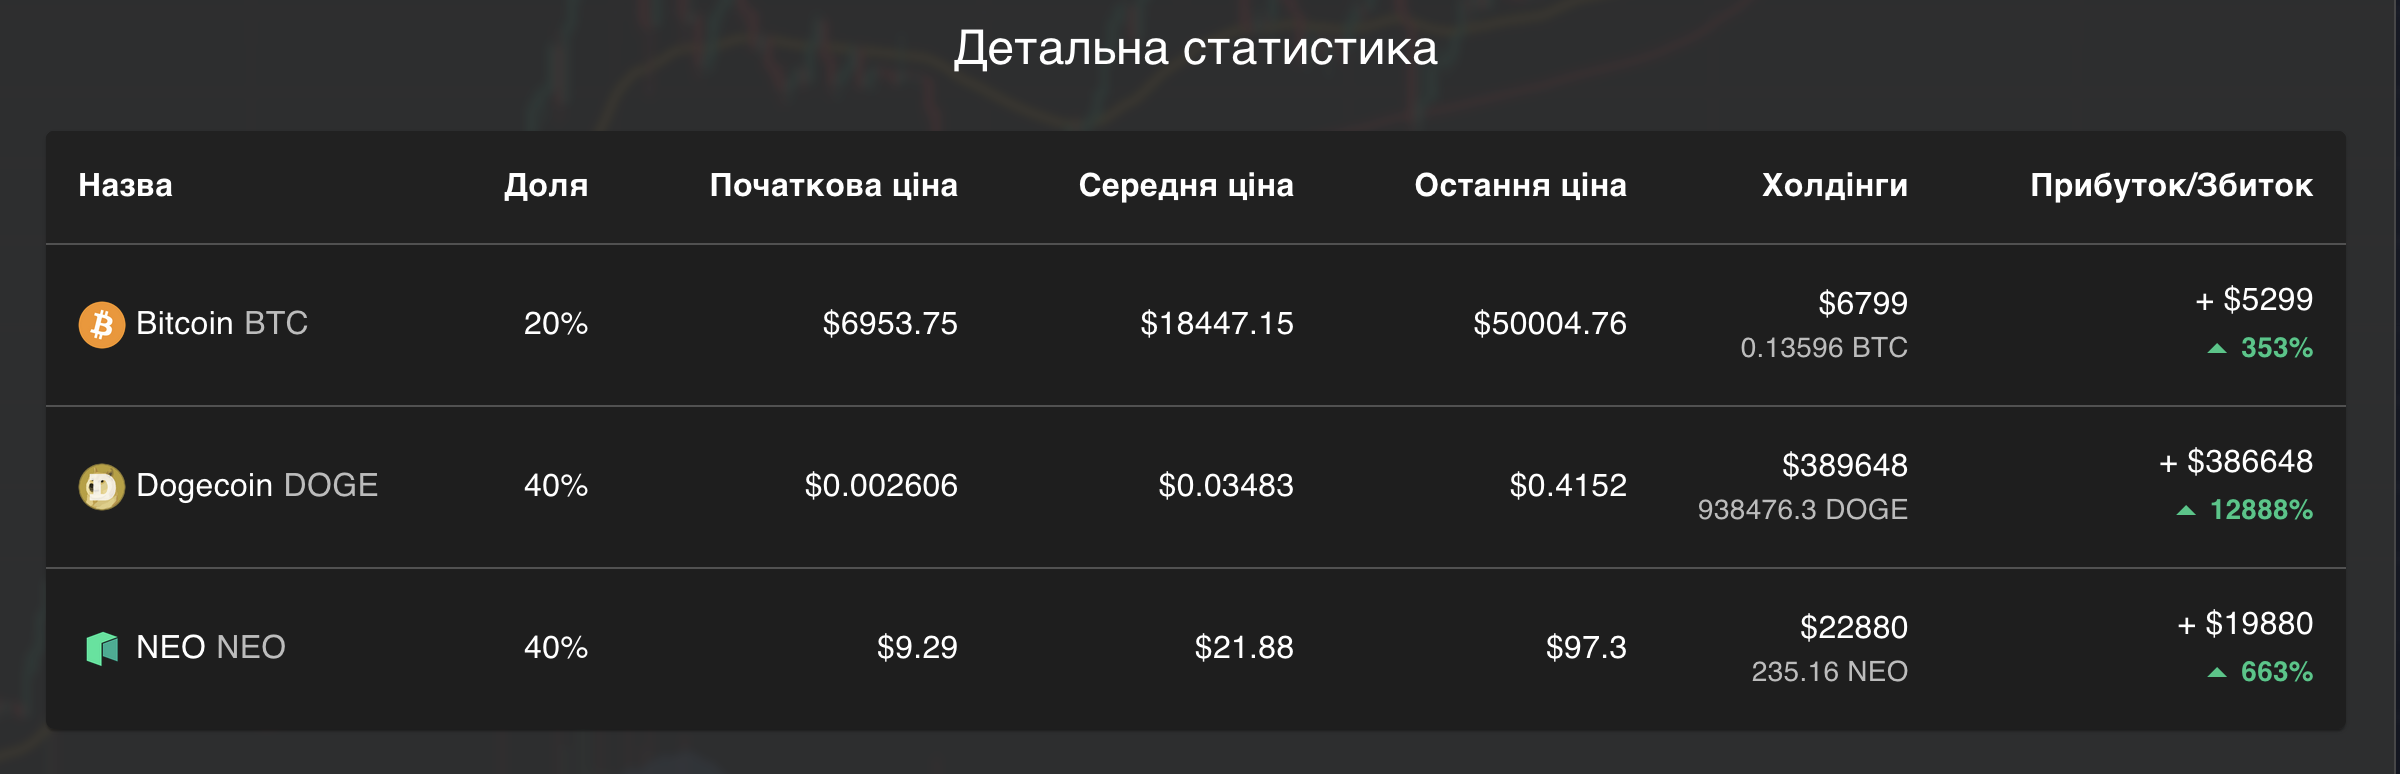 Детальна статистика
Назва Доля Початкова ціна Середня ціна Остання ціна Холдінги Прибуток/Збиток
Bitcoin BTC 20% $6953.75 $18447.15 $50004.76 $6799 + $5299
0.13596 BTC 353%
Dogecoin DOGE 40% $0.002606 $0.03483 $0.4152 $389648 + $386648
938476.3 DOGE 12888%
NEO NEO 40% $9.29 $21.88 $97.3 $22880 + $19880
235.16 NEO 663%